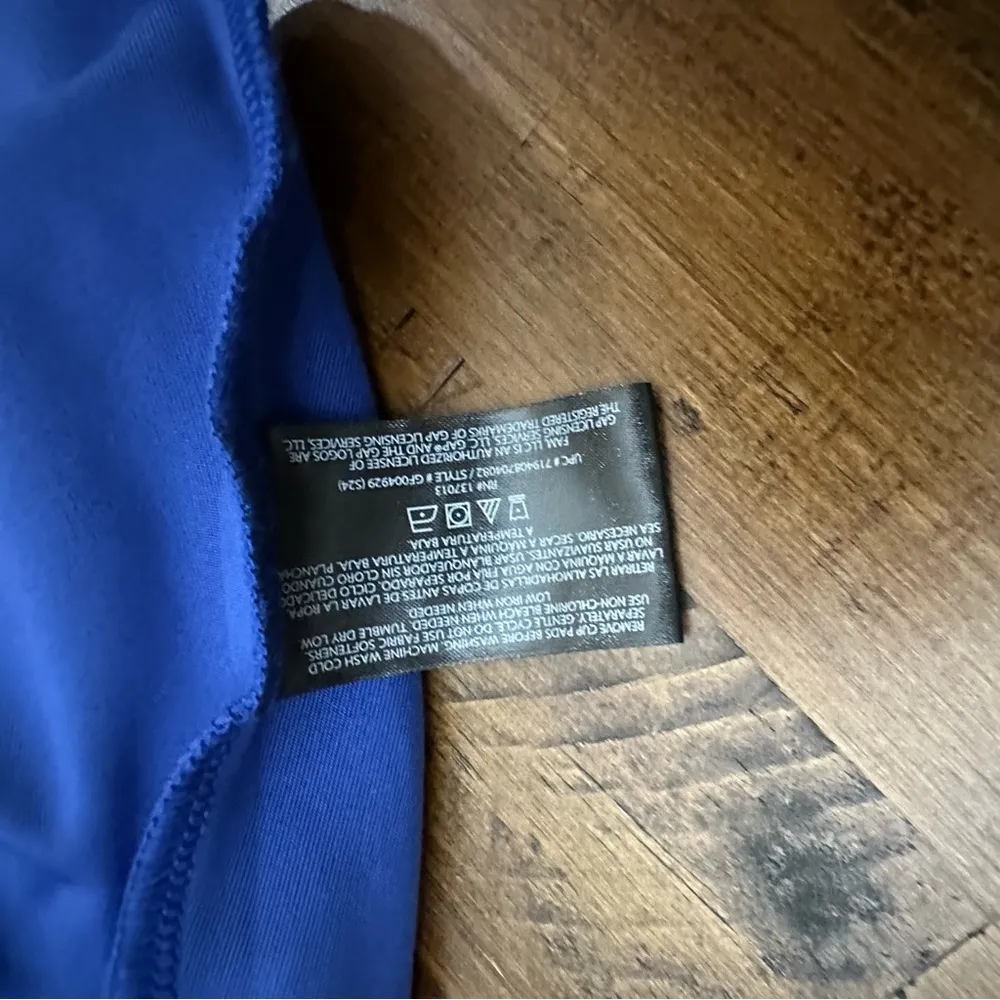 REMOVE CUP PADS BEFORE WASHING. MACHINE WASH COLD
SEPARATELY. GENTLE CYCLE. DO NOT USE FABRIC SOFTENERS.
USE NON-CHLORINE BLEACH WHEN NEEDED. TUMBLE DRY LOW.
LOW IRON WHEN NEEDED
RETIRAR LAS ALMOHADILLAS DE COPAS ANTES DE LAVAR LA ROPA.
LAVAR A MÁQUINA CON AGUA FRÍA POR SEPARADO. CICLO DELICADO
NO USAR SUAVIZANTES. USAR BLANQUEADOR SIN CLORO CUANDO
SEA NECESARIO. SECAR A MÁQUINA A TEMPERATURA BAJA. PLANCHA
A TEMPERATURA BAJA.
RN# 137013
UPC# 719408704082 / STYLE # GF004929 (S24)
FAM, LLC IS AN AUTHORIZED LICENSEE OF
GAP LICENSING SERVICES, LLC. GAP® AND THE GAP LOGOS ARE
THE REGISTERED TRADEMARKS OF GAP LICENSING SERVICES, LLC.